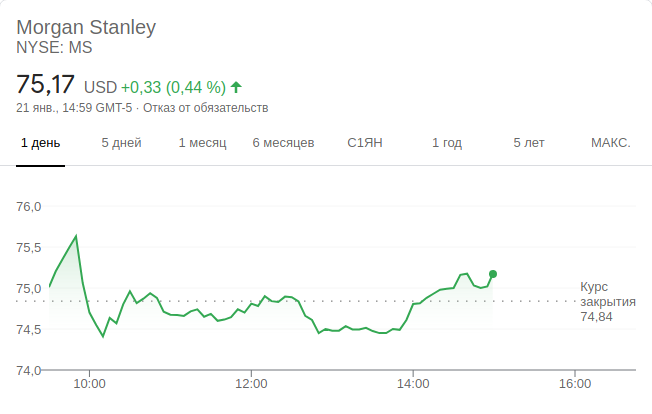 Morgan Stanley
NYSE: MS
75,17 USD +0,33 (0,44 %)
21 янв., 14:59 GMT-5 · Отказ от обязательств
1 день 5 дней 1 месяц 6 месяцев С1ЯН 1 год 5 лет МАКС.
76,0
75,5
75,0
Курс
закрытия
74,84
74,5
74,0
10:00 12:00 14:00 16:00